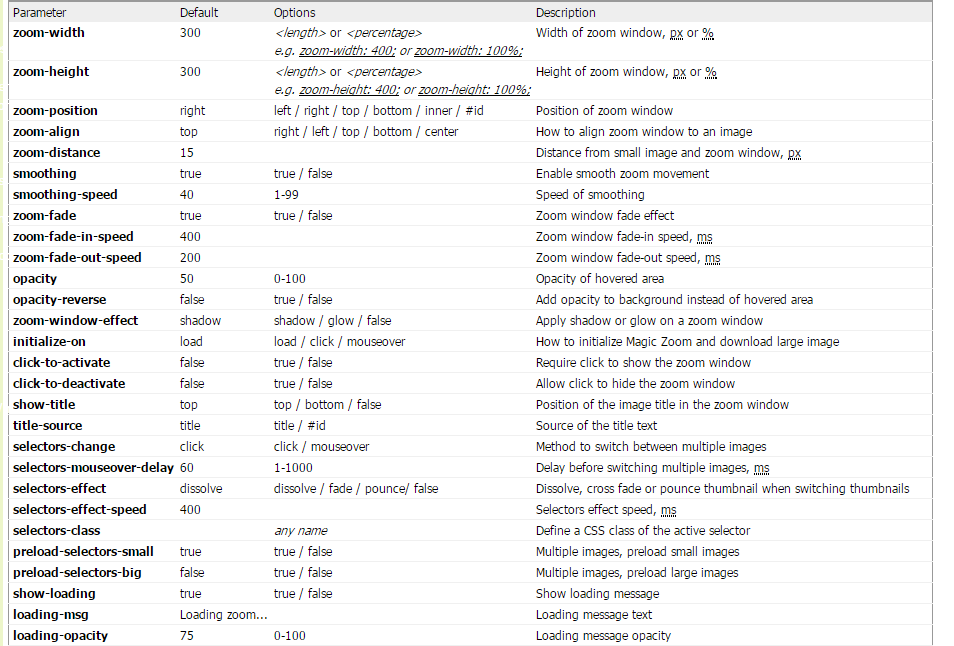 Parameter Default Options Description
zoom-width 300 <length> or <percentage> Width of zoom window, px or %
e.g. zoom-width: 400; or zoom-width: 100%;
zoom-height 300 <length> or <percentage> Height of zoom window, px or %
e.g. zoom-height: 400; or zoom-height: 100%;
zoom-position right left / right / top / bottom / inner / #id Position of zoom window
zoom-align top right / left / top / bottom / center How to align zoom window to an image
zoom-distance 15 Distance from small image and zoom window, px
smoothing true true / false Enable smooth zoom movement
smoothing-speed 40 1-99 Speed of smoothing
zoom-fade true true / false Zoom window fade effect
zoom-fade-in-speed 400 Zoom window fade-in speed, ms
zoom-fade-out-speed 200 Zoom window fade-out speed, ms
opacity 50 0-100 Opacity of hovered area
opacity-reverse false true / false Add opacity to background instead of hovered area
zoom-window-effect shadow shadow / glow / false Apply shadow or glow on a zoom window
initialize-on load load / click / mouseover How to initialize Magic Zoom and download large image
click-to-activate false true / false Require click to show the zoom window
click-to-deactivate false true / false Allow click to hide the zoom window
show-title top top / bottom / false Position of the image title in the zoom window
title-source title title / #id Source of the title text
selectors-change click click / mouseover Method to switch between multiple images
selectors-mouseover-delay 60 1-1000 Delay before switching multiple images, ms
selectors-effect dissolve dissolve / fade / pounce/ false Dissolve, cross fade or pounce thumbnail when switching thumbnails
selectors-effect-speed 400 Selectors effect speed, ms
selectors-class any name Define a CSS class of the active selector
preload-selectors-small true true / false Multiple images, preload small images
preload-selectors-big false true / false Multiple images, preload large images
show-loading true true / false Show loading message
loading-msg Loading zoom... Loading message text
loading-opacity 75 0-100 Loading message opacity